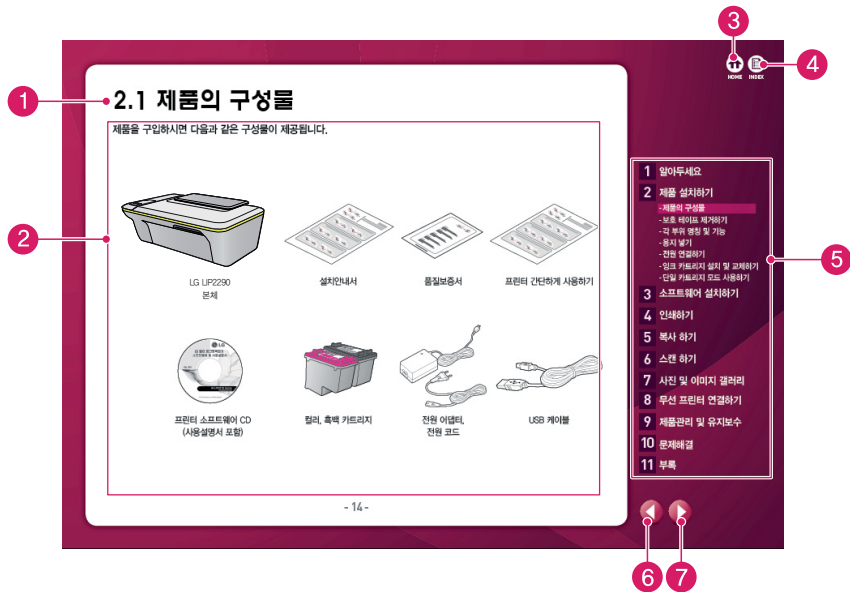 3
HOME
INDEX
4
1
2.1 제품의 구성물
제품을 구입하시면 다음과 같은 구성물이 제공됩니다.
2
LG LIP2290
본체
설치안내서
품질보증서
프린터 간단하게 사용하기
LG
프린터 소프트웨어 CD
(사용설명서 포함)
컬러, 흑백 카트리지
전원 어댑터,
전원 코드
USB 케이블
- 14 -
1 알아두세요
2 제품 설치하기
- 제품의 구성물
- 보호 테이프 제거하기
- 각 부위 명칭 및 기능
- 용지 넣기
- 전원 연결하기
- 잉크 카트리지 설치 및 교체하기
- 단일 카트리지 모드 사용하기
3 소프트웨어 설치하기
4 인쇄하기
5 복사 하기
6 스캔 하기
7 사진 및 이미지 갤러리
8 무선 프린터 연결하기
9 제품관리 및 유지보수
10 문제해결
11 부록
5
6
7